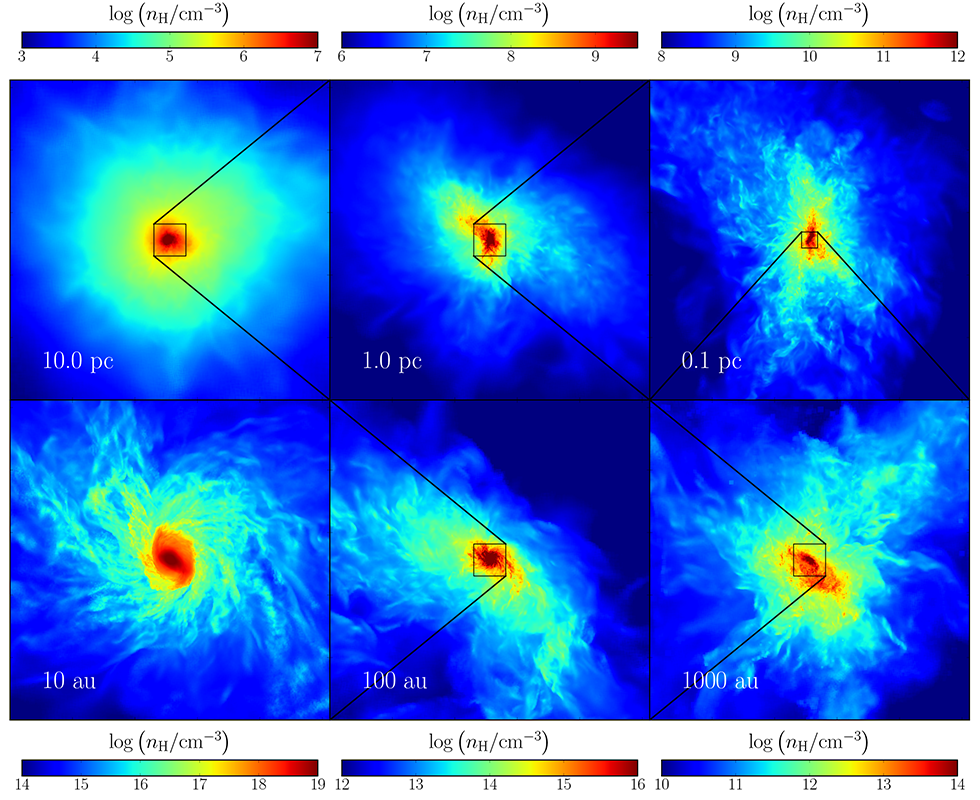 log (n_H/cm⁻³) log (n_H/cm⁻³) log (n_H/cm⁻³)
3 4 5 6 7 6 7 8 9 8 9 10 11 12
10.0 pc 1.0 pc 0.1 pc
10 au 100 au 1000 au
log (n_H/cm⁻³) log (n_H/cm⁻³) log (n_H/cm⁻³)
14 15 16 17 18 19 12 13 14 15 16 10 11 12 13 14